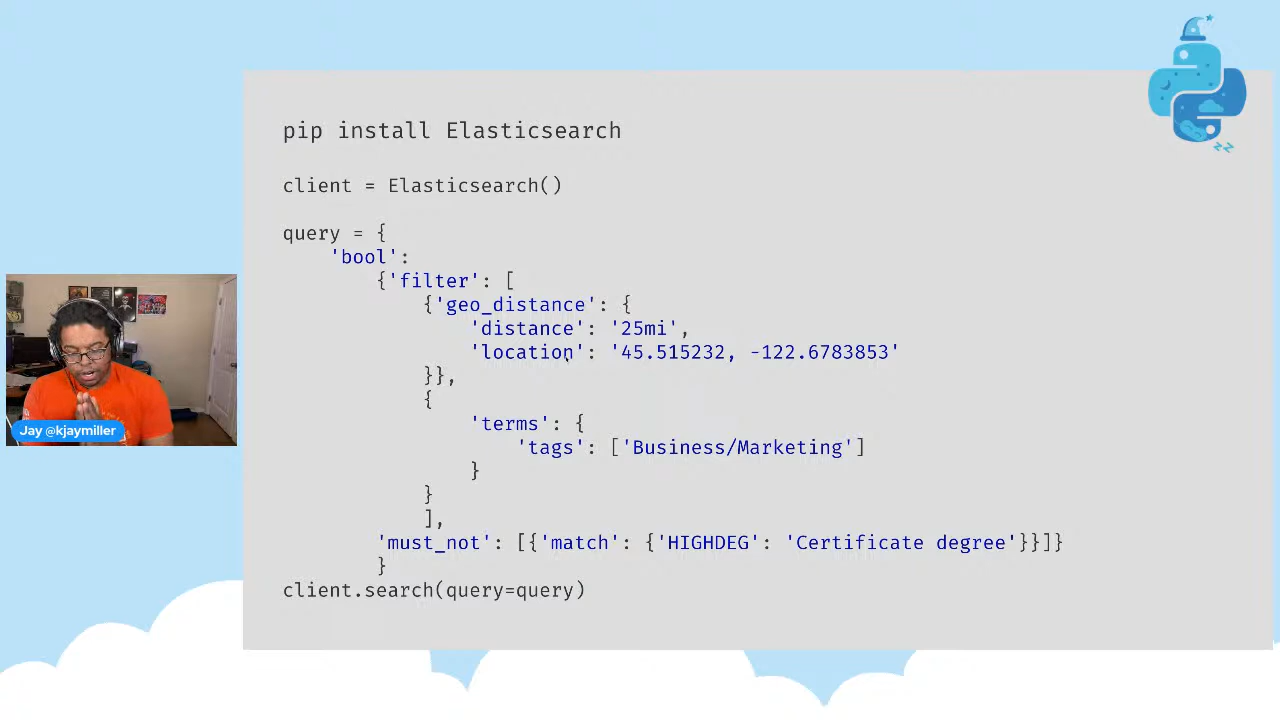 pip install Elasticsearch
client = Elasticsearch()
query = {
'bool':
{'filter': [
{'geo_distance': {
'distance': '25mi',
'location': '45.515232, -122.6783853'
}},
{
'terms': {
'tags': ['Business/Marketing']
}
}
],
'must_not': [{'match': {'HIGHDEG': 'Certificate degree'}}]}
}
client.search(query=query)
Jay @kjaymiller
zz